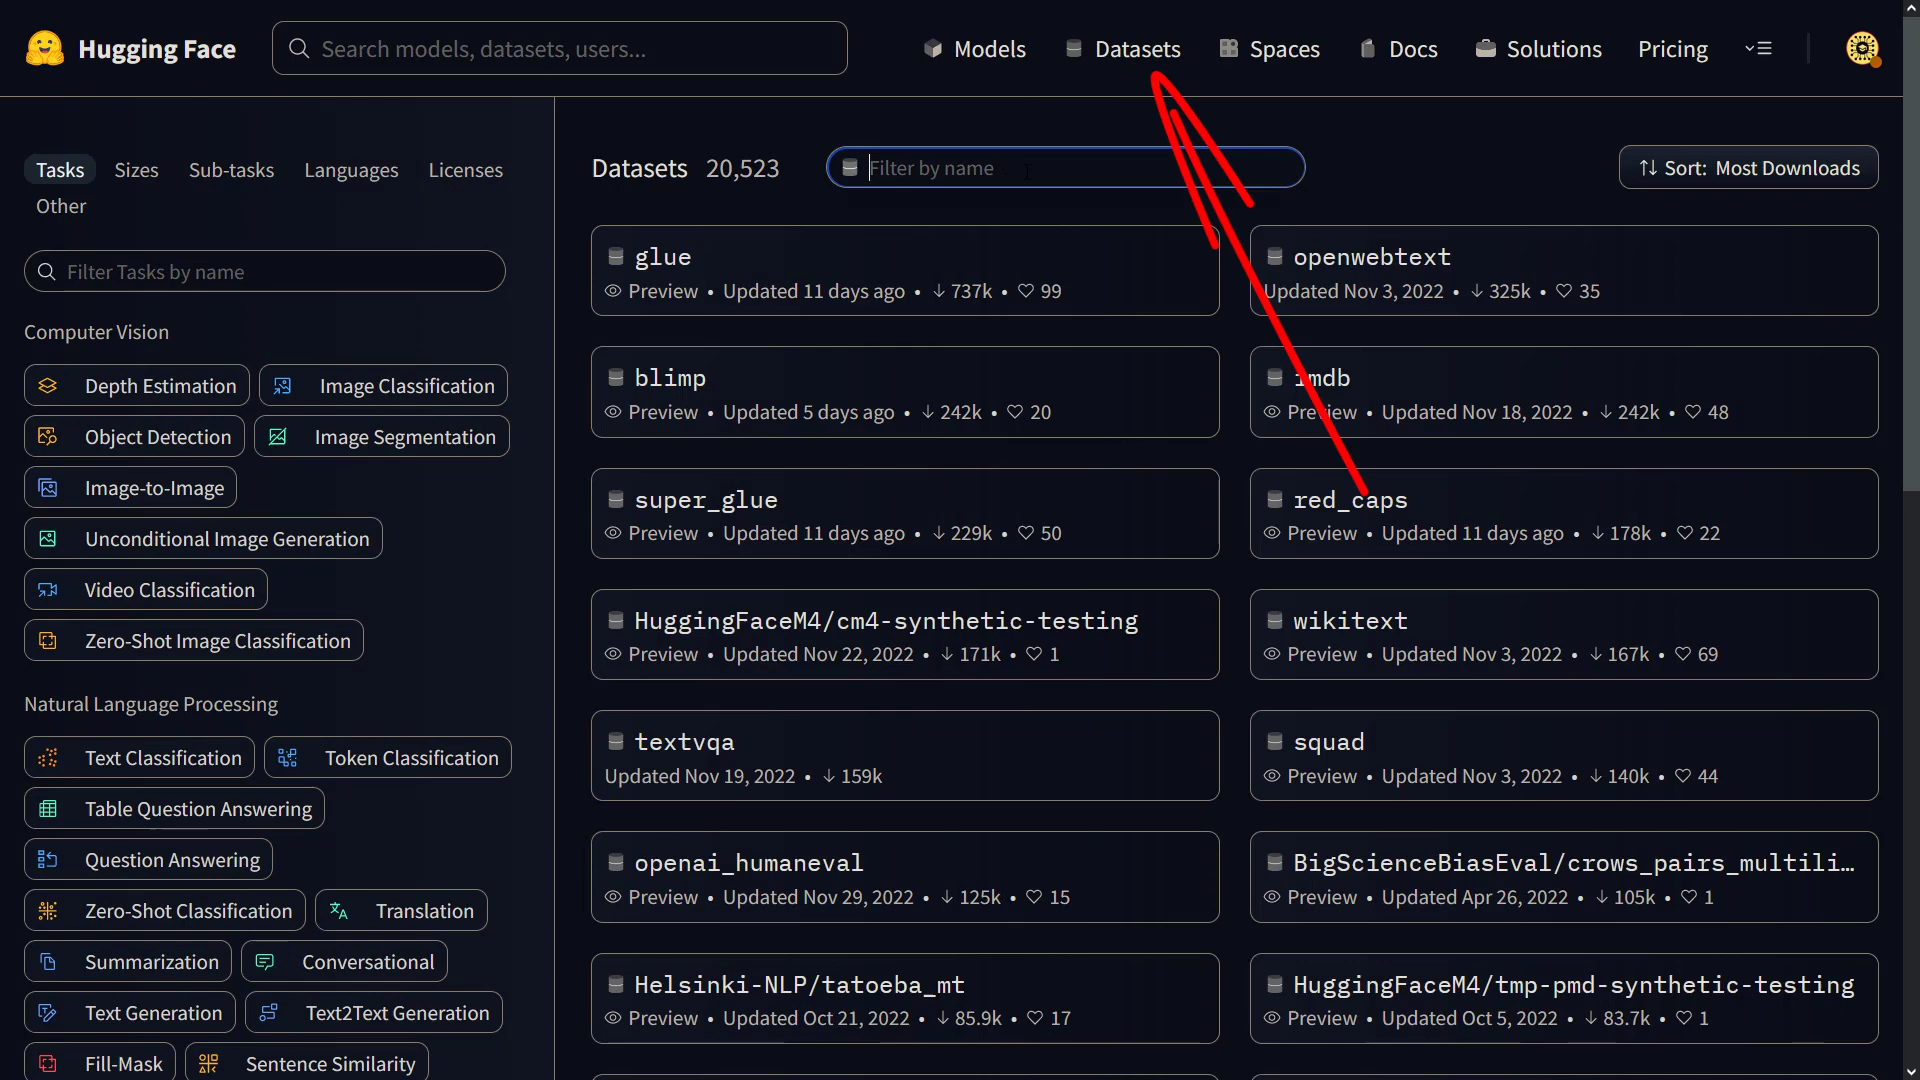 Hugging Face
Search models, datasets, users...
Models
Datasets
Spaces
Docs
Solutions
Pricing
Tasks
Sizes
Sub-tasks
Languages
Licenses
Other
Filter Tasks by name
Computer Vision
Depth Estimation
Image Classification
Object Detection
Image Segmentation
Image-to-Image
Unconditional Image Generation
Video Classification
Zero-Shot Image Classification
Natural Language Processing
Text Classification
Token Classification
Table Question Answering
Question Answering
Zero-Shot Classification
Translation
Summarization
Conversational
Text Generation
Text2Text Generation
Fill-Mask
Sentence Similarity
Datasets 20,523
Filter by name
Sort: Most Downloads
glue
Preview • Updated 11 days ago • ↓ 737k • ♡ 99
openwebtext
Updated Nov 3, 2022 • ↓ 325k • ♡ 35
blimp
Preview • Updated 5 days ago • ↓ 242k • ♡ 20
imdb
Preview • Updated Nov 18, 2022 • ↓ 242k • ♡ 48
super_glue
Preview • Updated 11 days ago • ↓ 229k • ♡ 50
red_caps
Preview • Updated 11 days ago • ↓ 178k • ♡ 22
HuggingFaceM4/cm4-synthetic-testing
Preview • Updated Nov 22, 2022 • ↓ 171k • ♡ 1
wikitext
Preview • Updated Nov 3, 2022 • ↓ 167k • ♡ 69
textvqa
Updated Nov 19, 2022 • ↓ 159k
squad
Preview • Updated Nov 3, 2022 • ↓ 140k • ♡ 44
openai_humaneval
Preview • Updated Nov 29, 2022 • ↓ 125k • ♡ 15
BigScienceBiasEval/crows_pairs_multili…
Preview • Updated Apr 26, 2022 • ↓ 105k • ♡ 1
Helsinki-NLP/tatoeba_mt
Preview • Updated Oct 21, 2022 • ↓ 85.9k • ♡ 17
HuggingFaceM4/tmp-pmd-synthetic-testing
Preview • Updated Oct 5, 2022 • ↓ 83.7k • ♡ 1